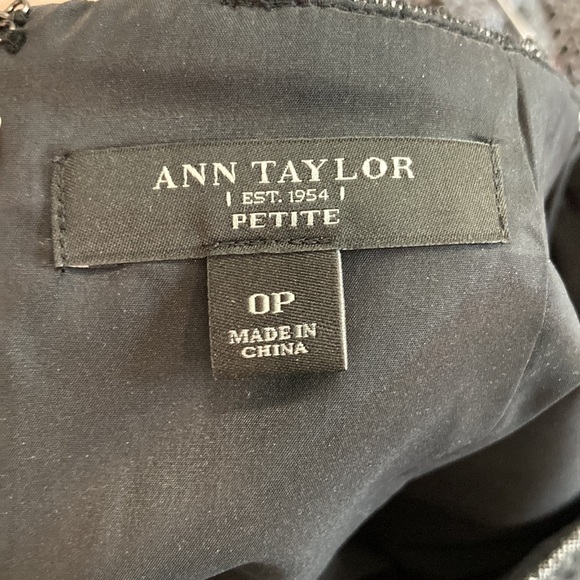 ANN TAYLOR
| EST. 1954 |
PETITE
0P
MADE IN
CHINA